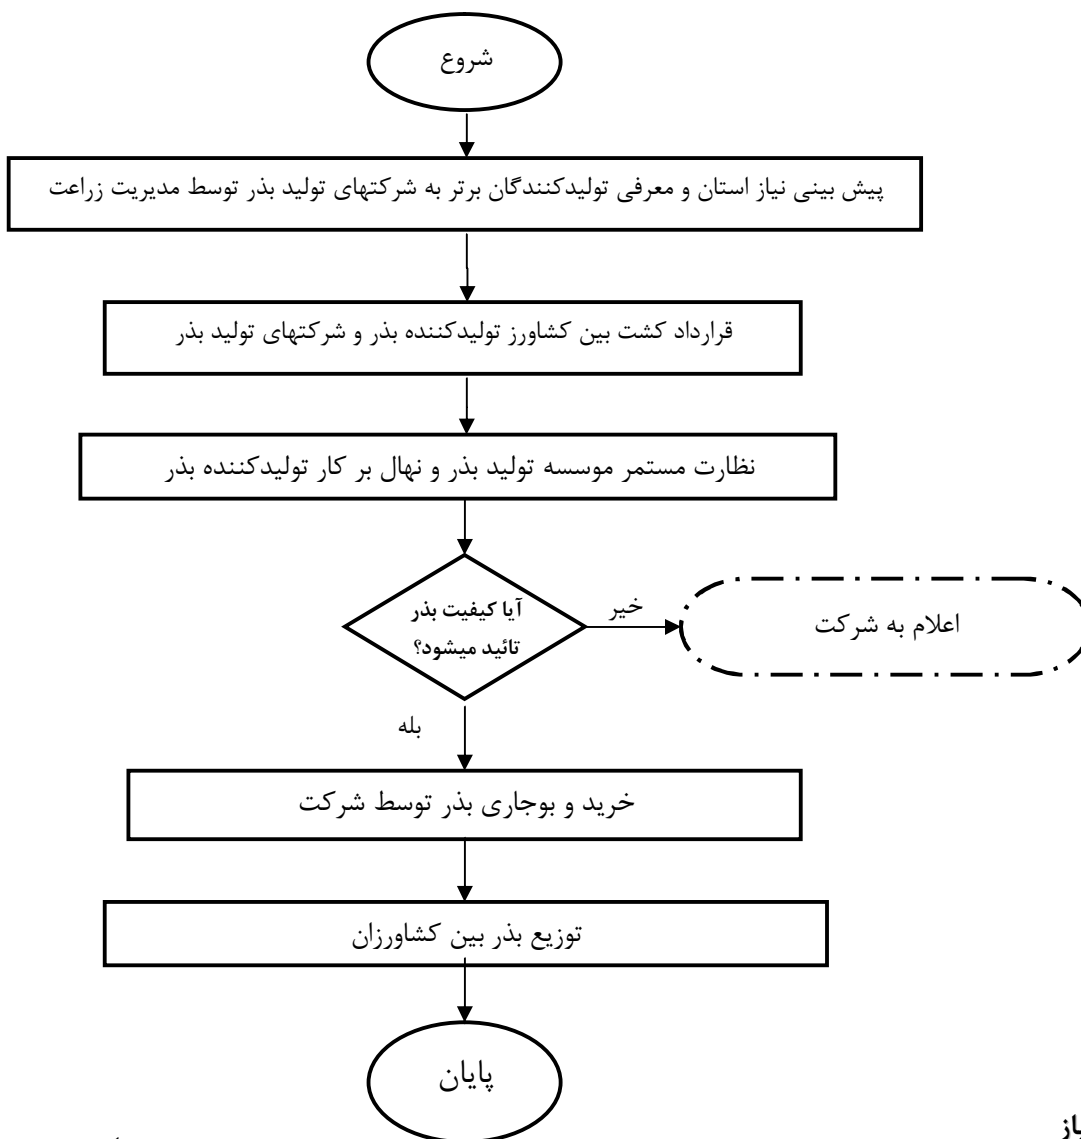 شروع
پیش بینی نیاز استان و معرفی تولیدکنندگان برتر به شرکتهای تولید بذر توسط مدیریت زراعت
قرارداد کشت بین کشاورز تولیدکننده بذر و شرکتهای تولید بذر
نظارت مستمر موسسه تولید بذر و نهال بر کار تولیدکننده بذر
آیا کیفیت بذر
تائید میشود؟
خیر
اعلام به شرکت
بله
خرید و بوجاری بذر توسط شرکت
توزیع بذر بین کشاورزان
پایان